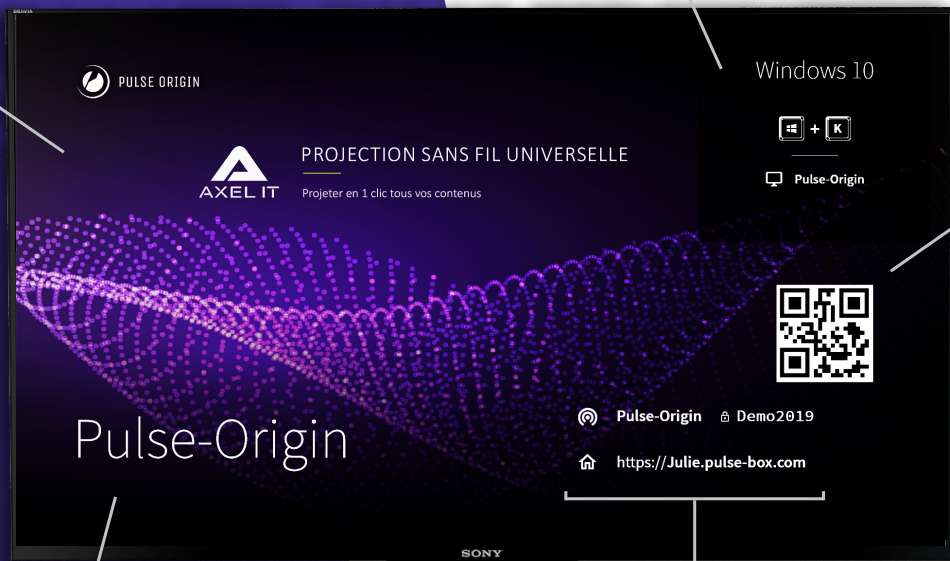 BRAVIA
PULSE ORIGIN
Windows 10
+ K
Pulse-Origin
PROJECTION SANS FIL UNIVERSELLE
AXEL IT
Projeter en 1 clic tous vos contenus
Pulse-Origin
Pulse-Origin Demo2019
https://Julie.pulse-box.com
SONY